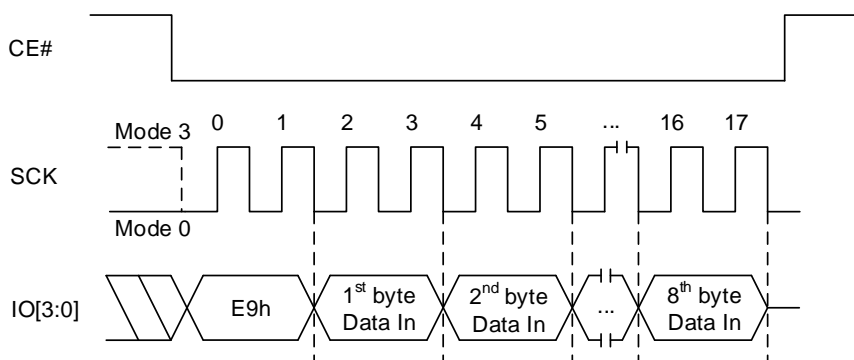 CE#
Mode 3
0 1 2 3 4 5 ... 16 17
SCK
Mode 0
IO[3:0]
E9h
1st byte
Data In
2nd byte
Data In
...
8th byte
Data In